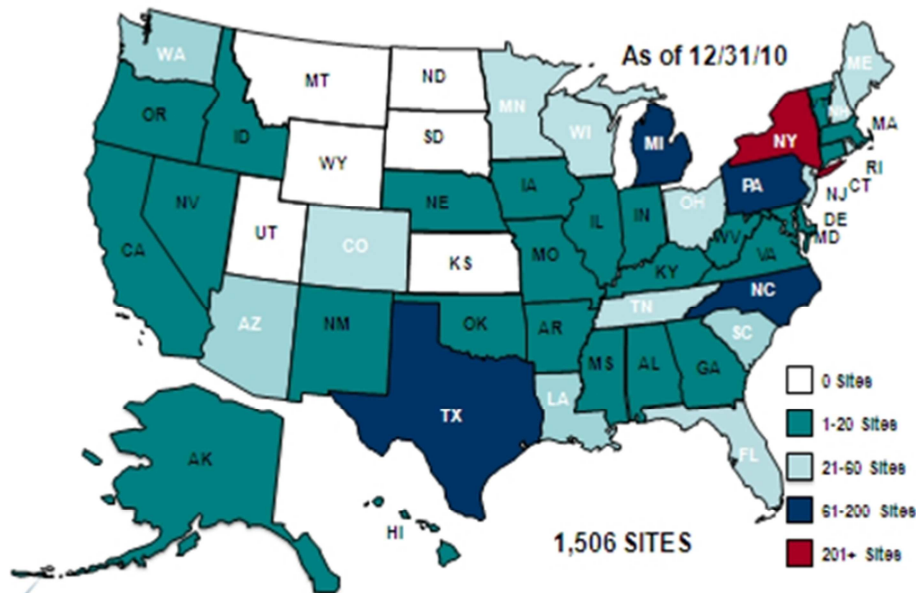 As of 12/31/10
WA
MT
ND
MN
ME
OR
ID
WY
SD
WI
MI
NY
VT
NH
MA
RI
CT
NJ
PA
NV
UT
CO
NE
IA
IL
IN
OH
DE
MD
CA
KS
MO
KY
WV
VA
AZ
NM
OK
AR
TN
NC
SC
TX
LA
MS
AL
GA
FL
AK
HI
0 Sites
1-20 Sites
21-60 Sites
61-200 Sites
201+ Sites
1,506 SITES